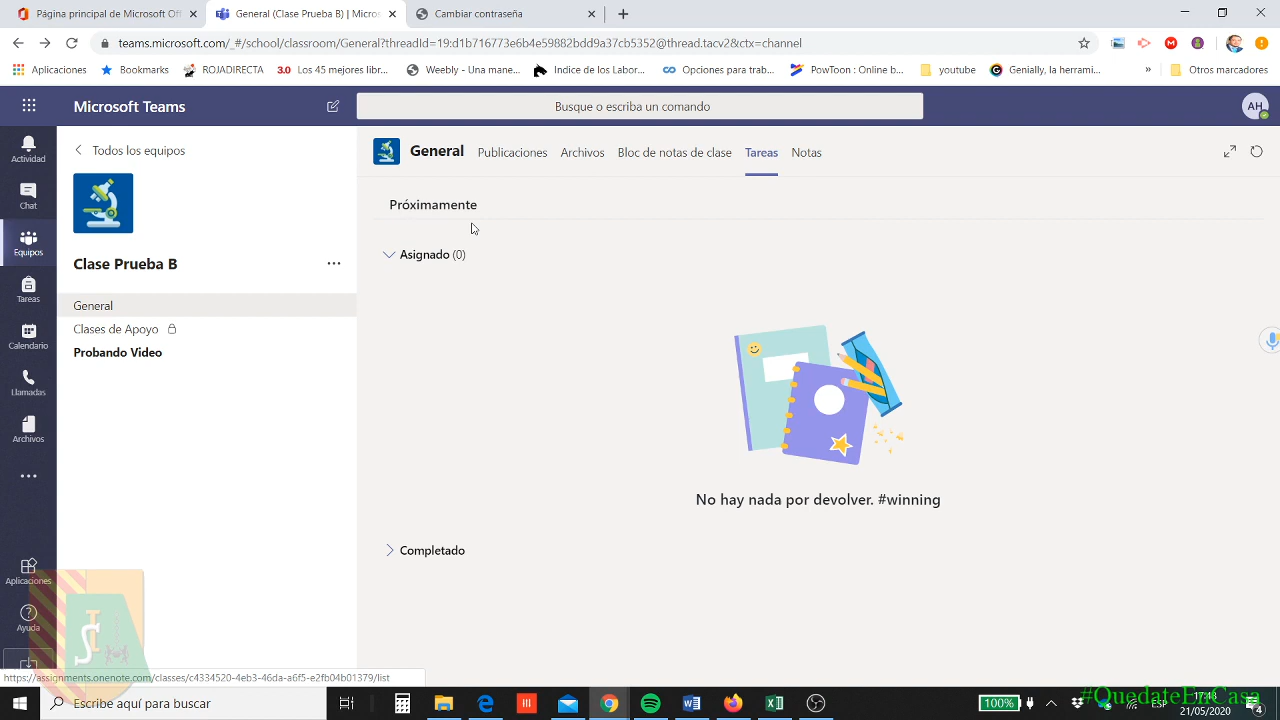 Página principal de Microsoft Off
General (Clase Prueba B) | Micros
Cambiar contraseña
teams.microsoft.com/_#/school/classroom/General?threadId=19:d1b716773e6b4e59882bdd9a37cb5352@thread.tacv2&ctx=channel
Aplicaciones
Bookmarks
ROJADIRECTA
3.0 Los 45 mejores libr...
Weebly - Una mane...
Indice de los Labor...
Opciones para trab...
PowToon : Online b...
youtube
Genially, la herrami...
»
Otros marcadores
Microsoft Teams
Busque o escriba un comando
AH
Actividad
Chat
Equipos
Tareas
Calendario
Llamadas
Archivos
Aplicaciones
Ayuda
Todos los equipos
Clase Prueba B
General
Clases de Apoyo
Probando Video
General
Publicaciones
Archivos
Bloc de notas de clase
Tareas
Notas
Próximamente
Asignado (0)
No hay nada por devolver. #winning
Completado
https://assignments.onenote.com/classes/c4334520-4eb3-46da-a6f5-e2fb04b01379/list
Escribe aquí para buscar
100%
ESP
17:48
21/05/2020
4
#QuedateEnCasa